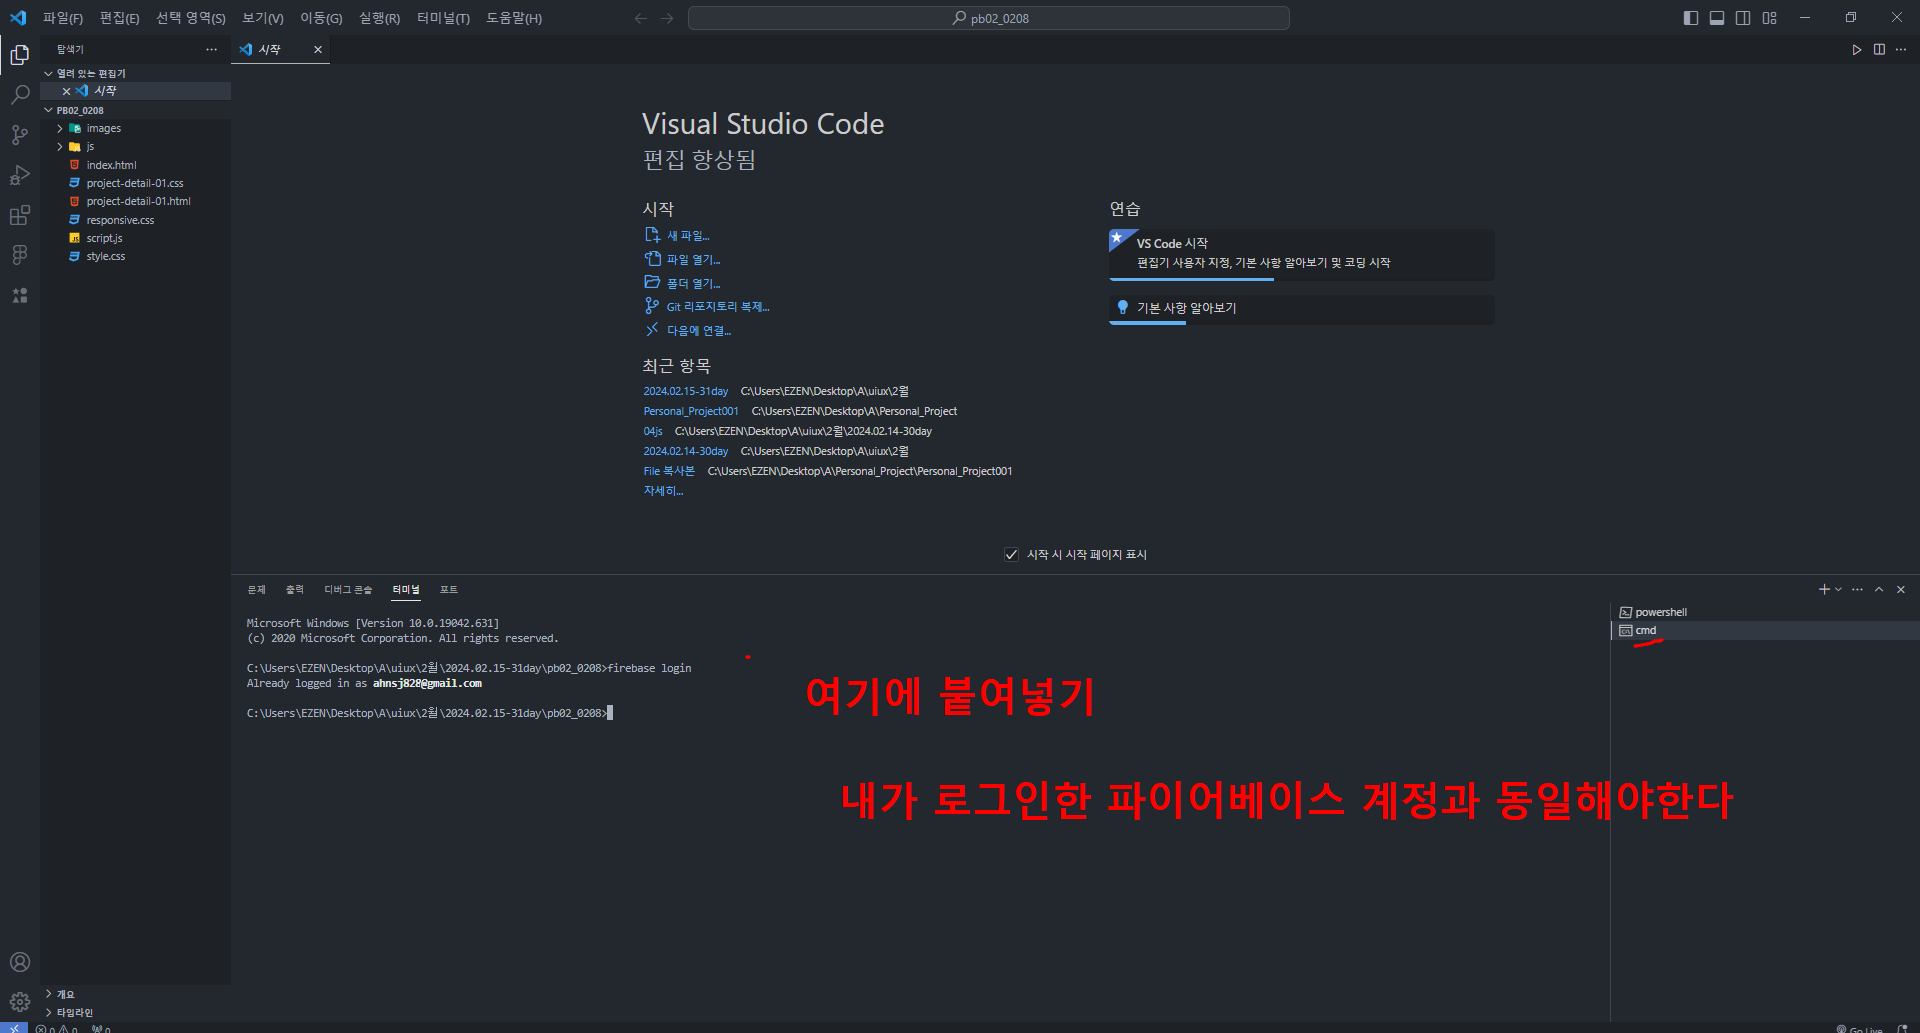 파일(F) 편집(E) 선택 영역(S) 보기(V) 이동(G) 실행(R) 터미널(T) 도움말(H)
pb02_0208
탐색기
시작
열려 있는 편집기
시작
PB02_0208
images
js
index.html
project-detail-01.css
project-detail-01.html
responsive.css
script.js
style.css
개요
타임라인
Visual Studio Code
편집 향상됨
시작
새 파일...
파일 열기...
폴더 열기...
Git 리포지토리 복제...
다음에 연결...
최근 항목
2024.02.15-31day C:\Users\EZEN\Desktop\A\uiux\2월
Personal_Project001 C:\Users\EZEN\Desktop\A\Personal_Project
04js C:\Users\EZEN\Desktop\A\uiux\2월\2024.02.14-30day
2024.02.14-30day C:\Users\EZEN\Desktop\A\uiux\2월
File 복사본 C:\Users\EZEN\Desktop\A\Personal_Project\Personal_Project001
자세히...
연습
VS Code 시작
편집기 사용자 지정, 기본 사항 알아보기 및 코딩 시작
기본 사항 알아보기
시작 시 시작 페이지 표시
문제 출력 디버그 콘솔 터미널 포트
Microsoft Windows [Version 10.0.19042.631]
(c) 2020 Microsoft Corporation. All rights reserved.
C:\Users\EZEN\Desktop\A\uiux\2월\2024.02.15-31day\pb02_0208>firebase login
Already logged in as ahnsj828@gmail.com
C:\Users\EZEN\Desktop\A\uiux\2월\2024.02.15-31day\pb02_0208>
여기에 붙여넣기
내가 로그인한 파이어베이스 계정과 동일해야한다
powershell
cmd
0 0 0
Go Live